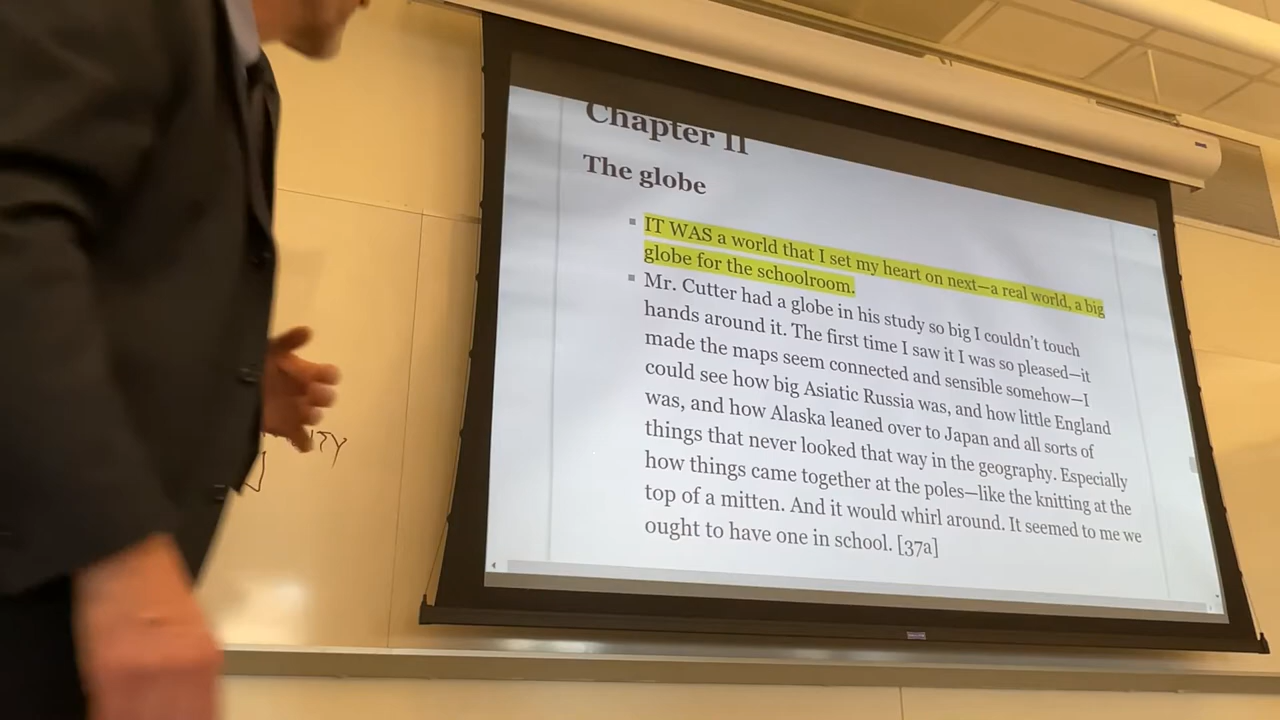 Chapter II
The globe
IT WAS a world that I set my heart on next—a real world, a big
globe for the schoolroom.
Mr. Cutter had a globe in his study so big I couldn't touch
hands around it. The first time I saw it I was so pleased—it
made the maps seem connected and sensible somehow—I
could see how big Asiatic Russia was, and how little England
was, and how Alaska leaned over to Japan and all sorts of
things that never looked that way in the geography. Especially
how things came together at the poles—like the knitting at the
top of a mitten. And it would whirl around. It seemed to me we
ought to have one in school. [37a]